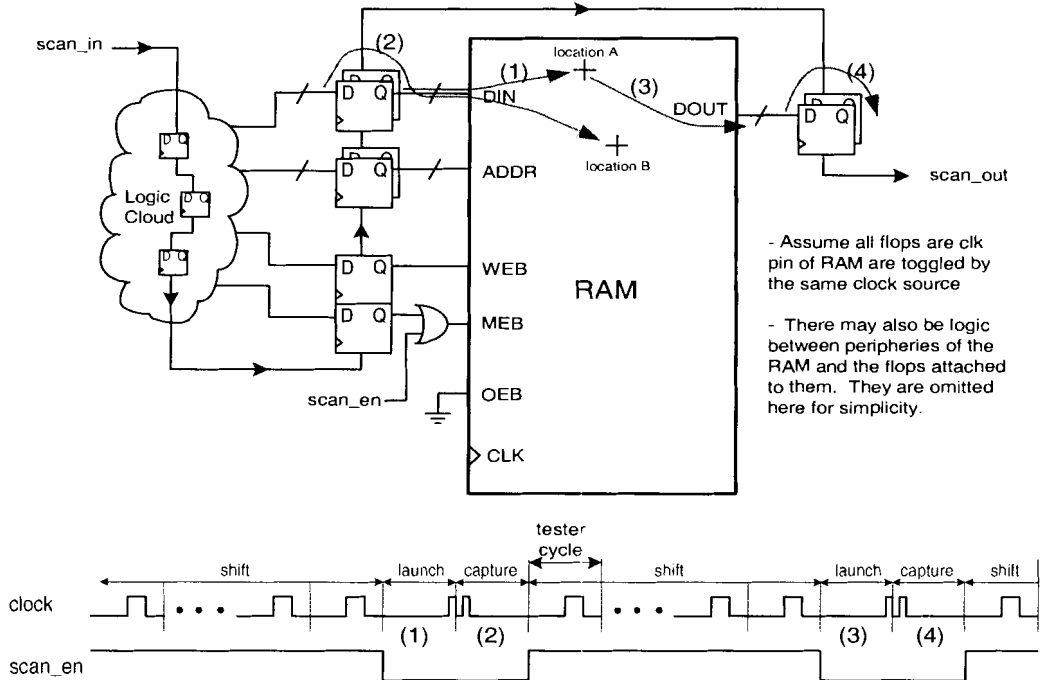 scan_in
(2)
location A
(1)
(3)
(4)
D Q
DIN
DOUT
D Q
location B
D Q
D Q
ADDR
scan_out
Logic
Cloud
D Q
D Q
D Q
WEB
RAM
D Q
MEB
scan_en
OEB
CLK
- Assume all flops are clk
pin of RAM are toggled by
the same clock source
- There may also be logic
between peripheries of the
RAM and the flops attached
to them. They are omitted
here for simplicity.
tester
cycle
shift launch capture shift launch capture shift
clock
(1) (2) (3) (4)
scan_en